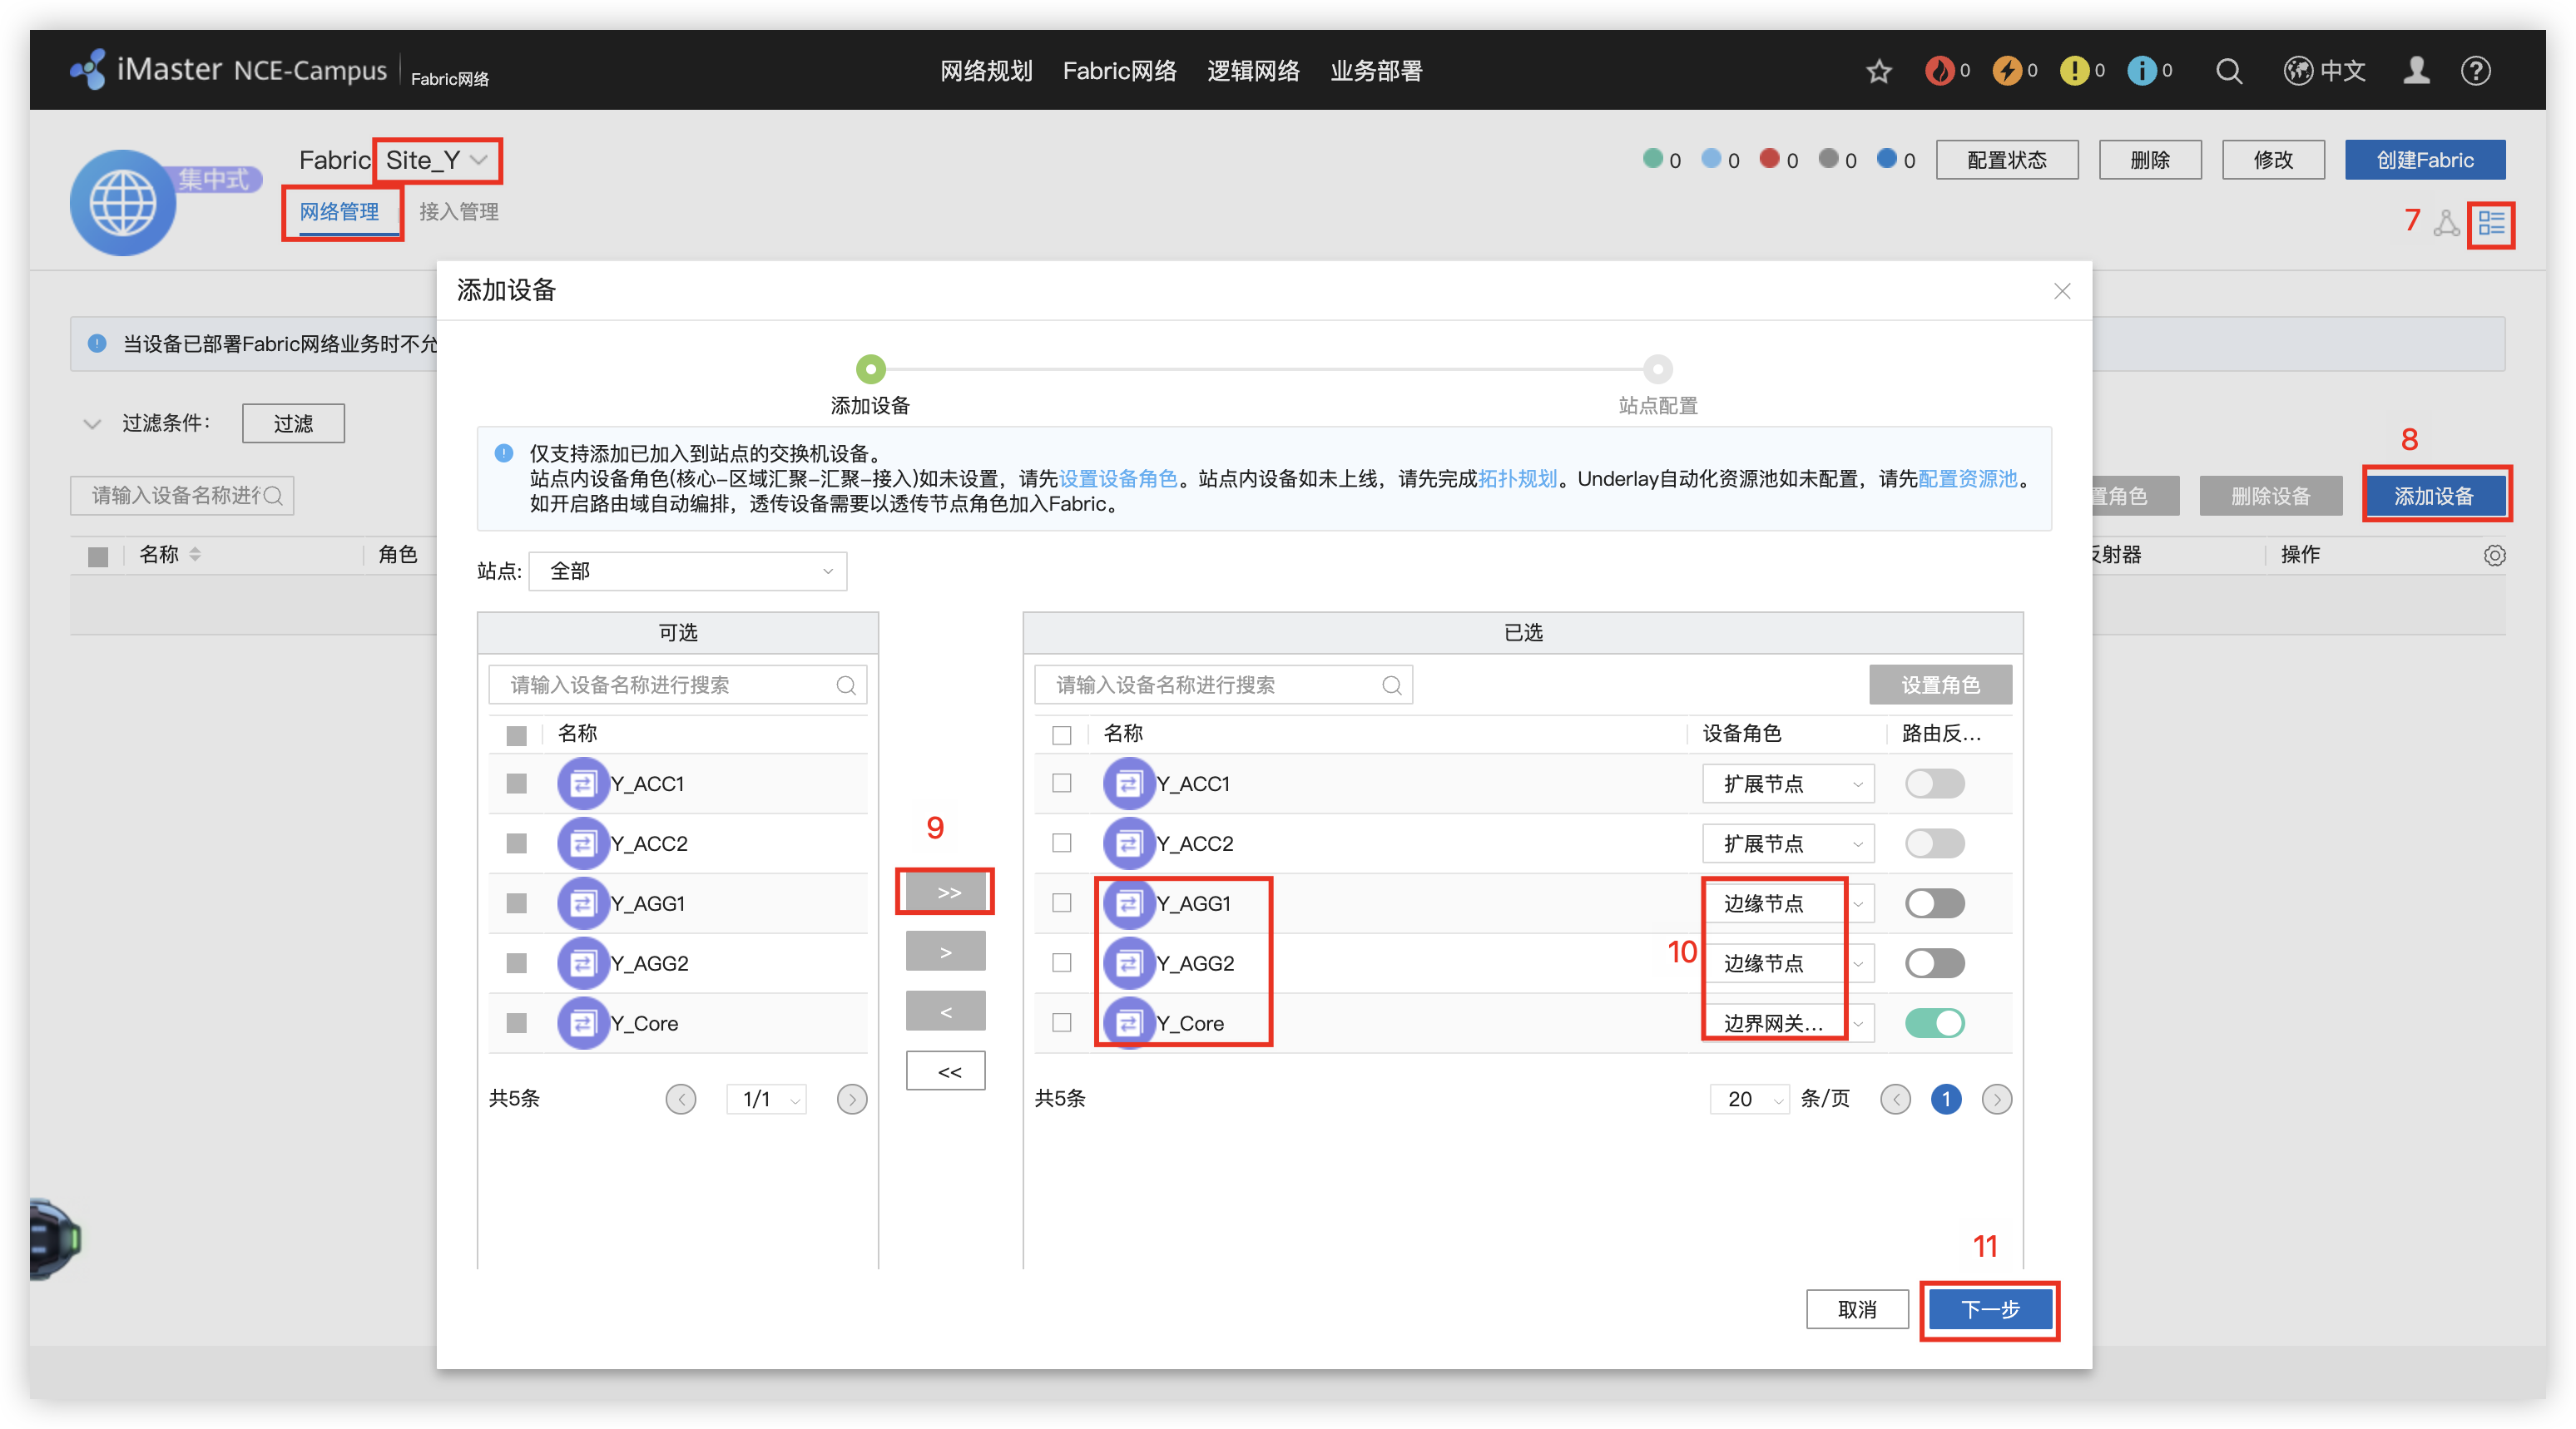 iMaster NCE-Campus Fabric网络
网络规划 Fabric网络 逻辑网络 业务部署
0 0 0 0 中文
集中式
Fabric Site_Y
网络管理 接入管理
0 0 0 0 0 配置状态 删除 修改 创建Fabric
7
添加设备
当设备已部署Fabric网络业务时不允
添加设备 站点配置
过滤条件: 过滤
8
仅支持添加已加入到站点的交换机设备。
站点内设备角色(核心-区域汇聚-汇聚-接入)如未设置，请先设置设备角色。站点内设备如未上线，请先完成拓扑规划。Underlay自动化资源池如未配置，请先配置资源池。
如开启路由域自动编排，透传设备需要以透传节点角色加入Fabric。
请输入设备名称进行 置角色 删除设备 添加设备
名称 角色 反射器 操作
站点: 全部
可选 已选
请输入设备名称进行搜索 请输入设备名称进行搜索 设置角色
名称 名称 设备角色 路由反...
Y_ACC1 Y_ACC1 扩展节点
Y_ACC2 9 Y_ACC2 扩展节点
Y_AGG1 >> Y_AGG1 边缘节点
Y_AGG2 > Y_AGG2 10 边缘节点
Y_Core < Y_Core 边界网关...
<<
共5条 1/1 共5条 20 条/页 1
11
取消 下一步